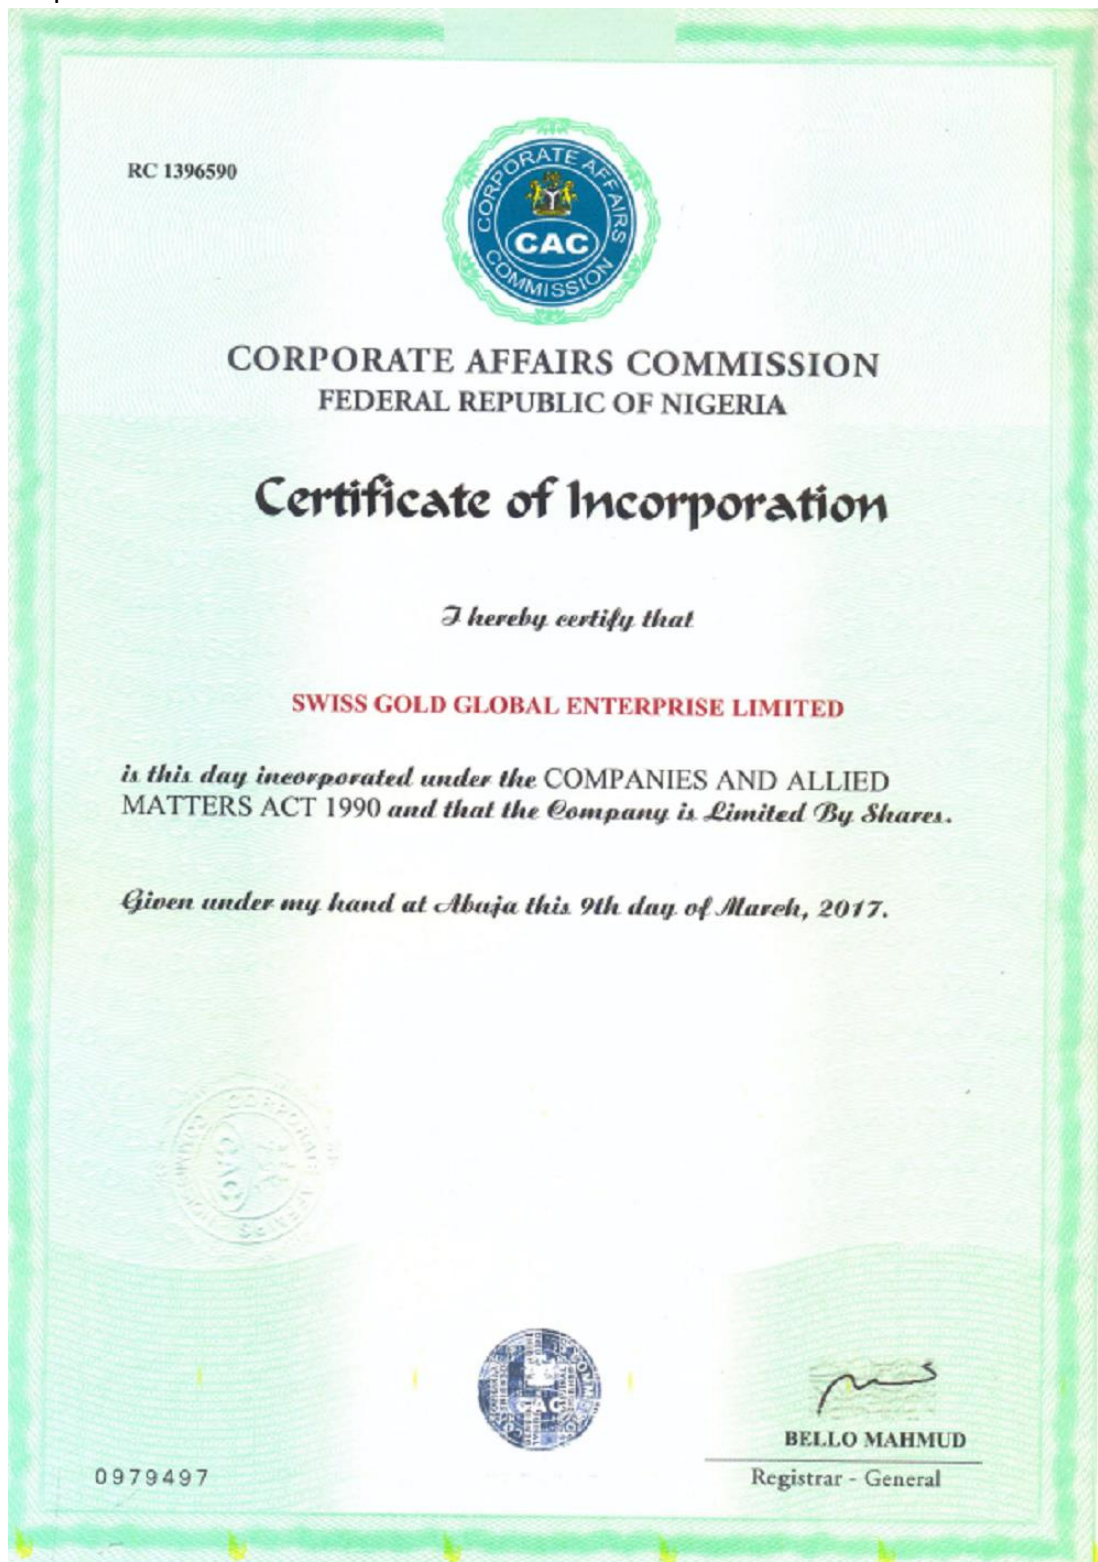 RC 1396590
CORPORATE AFFAIRS
CAC
COMMISSION
CORPORATE AFFAIRS COMMISSION
FEDERAL REPUBLIC OF NIGERIA
Certificate of Incorporation
I hereby certify that
SWISS GOLD GLOBAL ENTERPRISE LIMITED
is this day incorporated under the COMPANIES AND ALLIED
MATTERS ACT 1990 and that the Company is Limited By Shares.
Given under my hand at Abuja this 9th day of March, 2017.
CORPORATE AFFAIRS
CAC
CAC
BELLO MAHMUD
Registrar - General
0979497